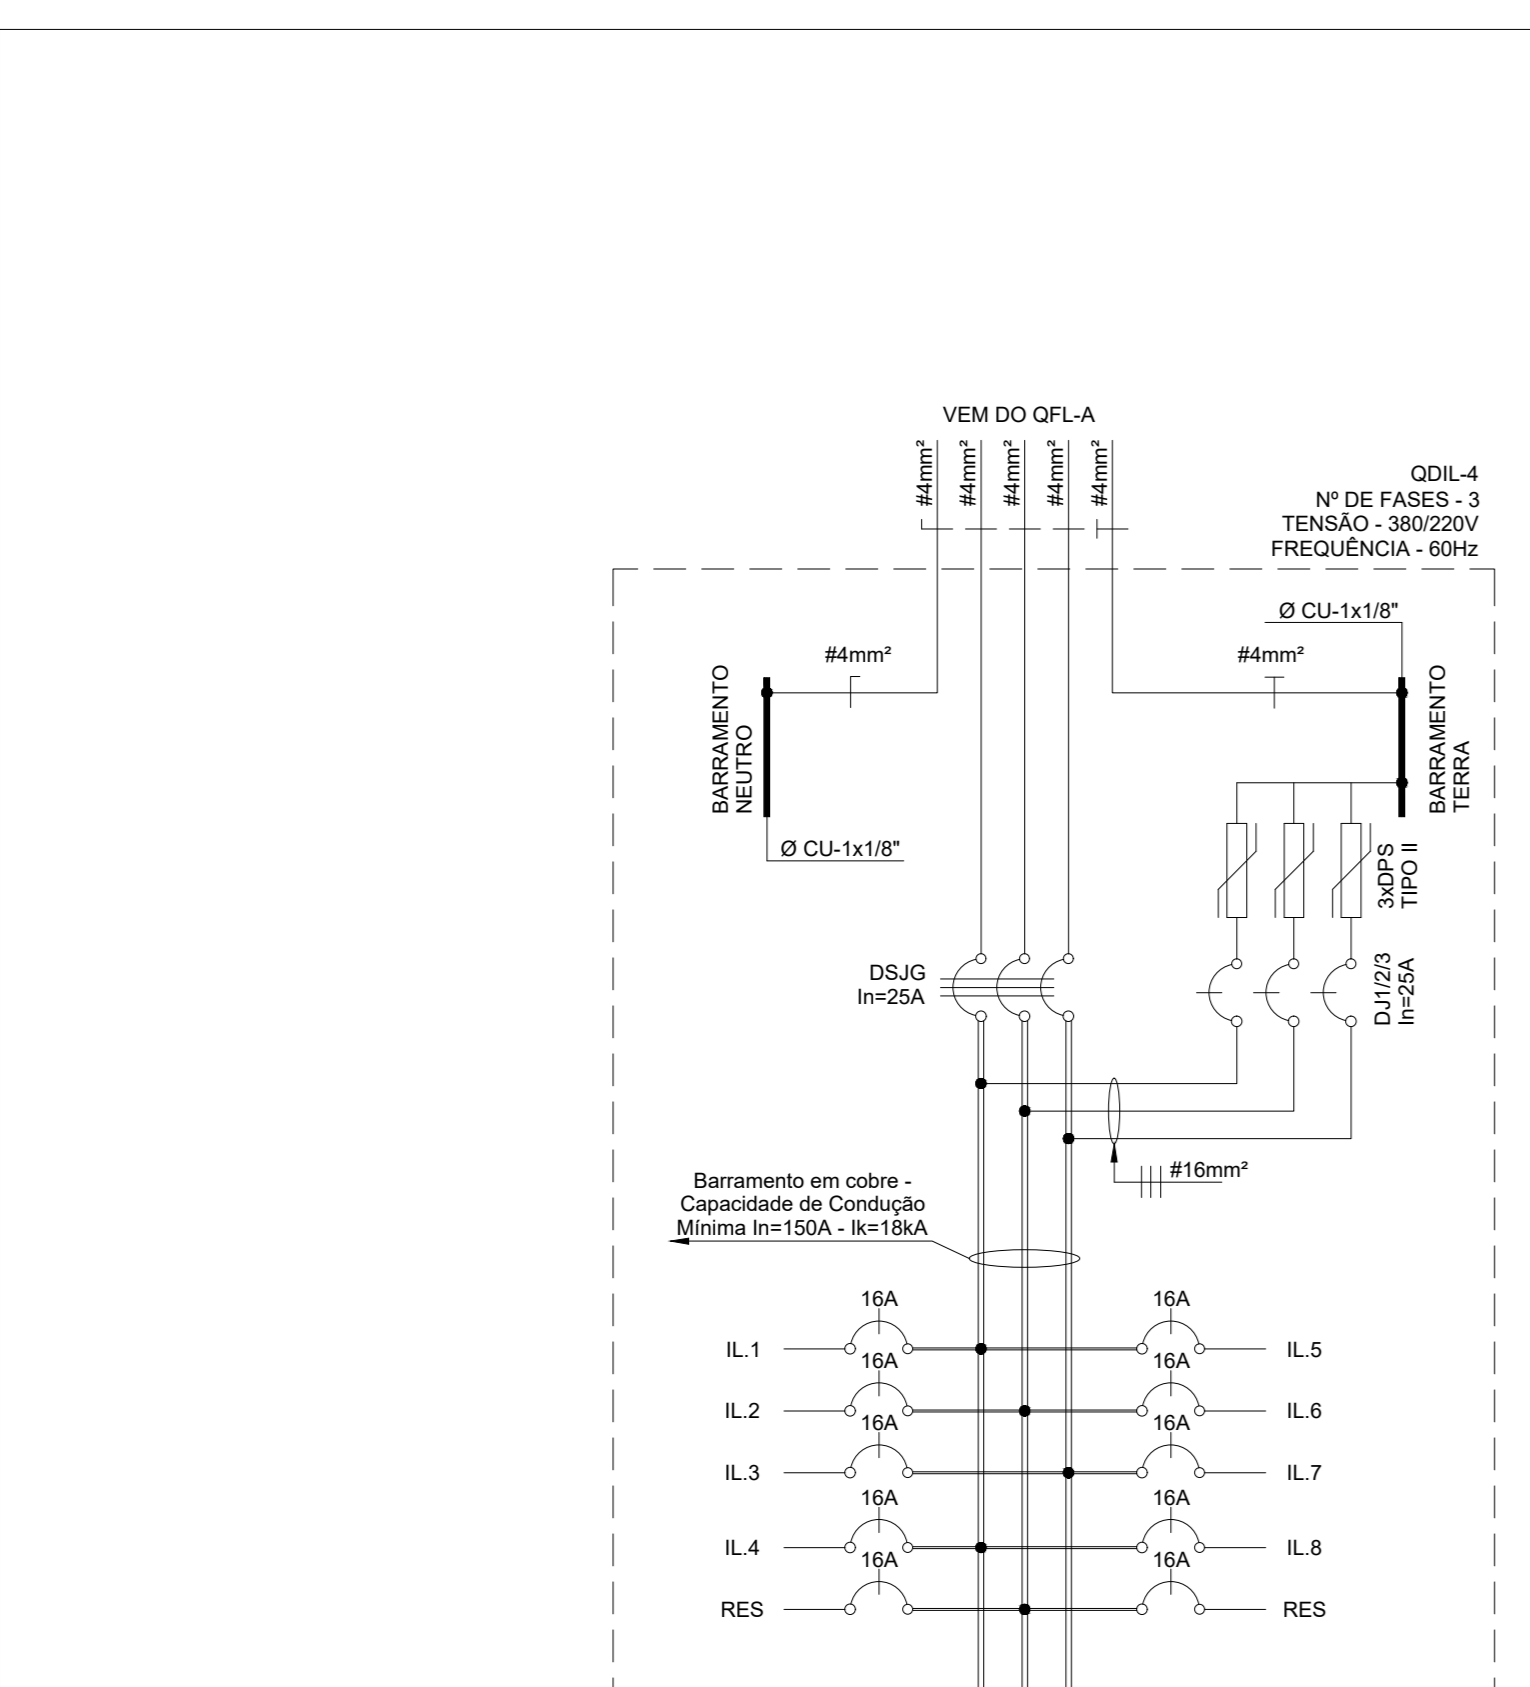 VEM DO QFL-A
#4mm²
#4mm²
#4mm²
#4mm²
#4mm²
QDIL-4
Nº DE FASES - 3
TENSÃO - 380/220V
FREQUÊNCIA - 60Hz
Ø CU-1x1/8"
#4mm²
#4mm²
BARRAMENTO
NEUTRO
BARRAMENTO
TERRA
Ø CU-1x1/8"
3xDPS
TIPO II
DSJG
In=25A
DJ1/2/3
In=25A
#16mm²
Barramento em cobre -
Capacidade de Condução
Mínima In=150A - Ik=18kA
16A
16A
IL.1
IL.5
16A
16A
IL.2
IL.6
16A
16A
IL.3
IL.7
16A
16A
IL.4
IL.8
16A
16A
RES
RES